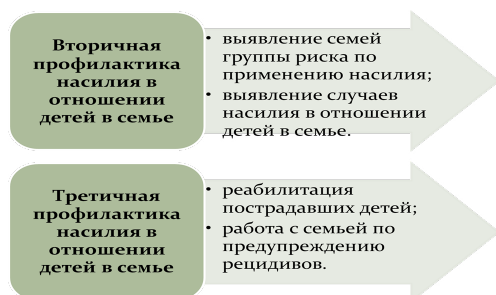 Вторичная
профилактика
насилия в
отношении
детей в семье
• выявление семей
группы риска по
применению насилия;
• выявление случаев
насилия в отношении
детей в семье.
Третичная
профилактика
насилия в
отношении
детей в семье
• реабилитация
пострадавших детей;
• работа с семьей по
предупреждению
рецидивов.